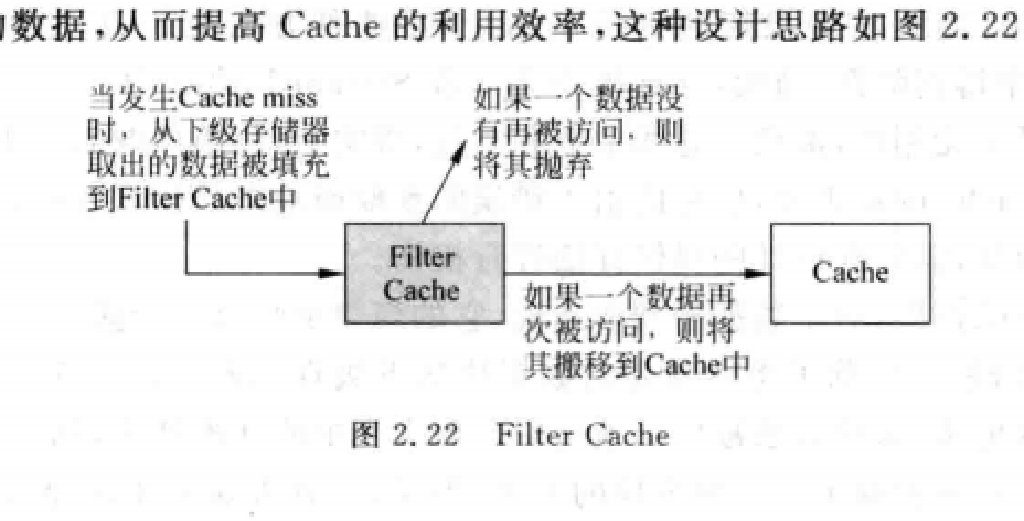 数据,从而提高 Cache 的利用效率,这种设计思路如图 2.22
当发生Cache miss
时，从下级存储器
取出的数据被填充
到Filter Cache中
如果一个数据没
有再被访问，则
将其抛弃
Filter
Cache
如果一个数据再
次被访问，则将
其搬移到Cache中
Cache
图 2.22 Filter Cache